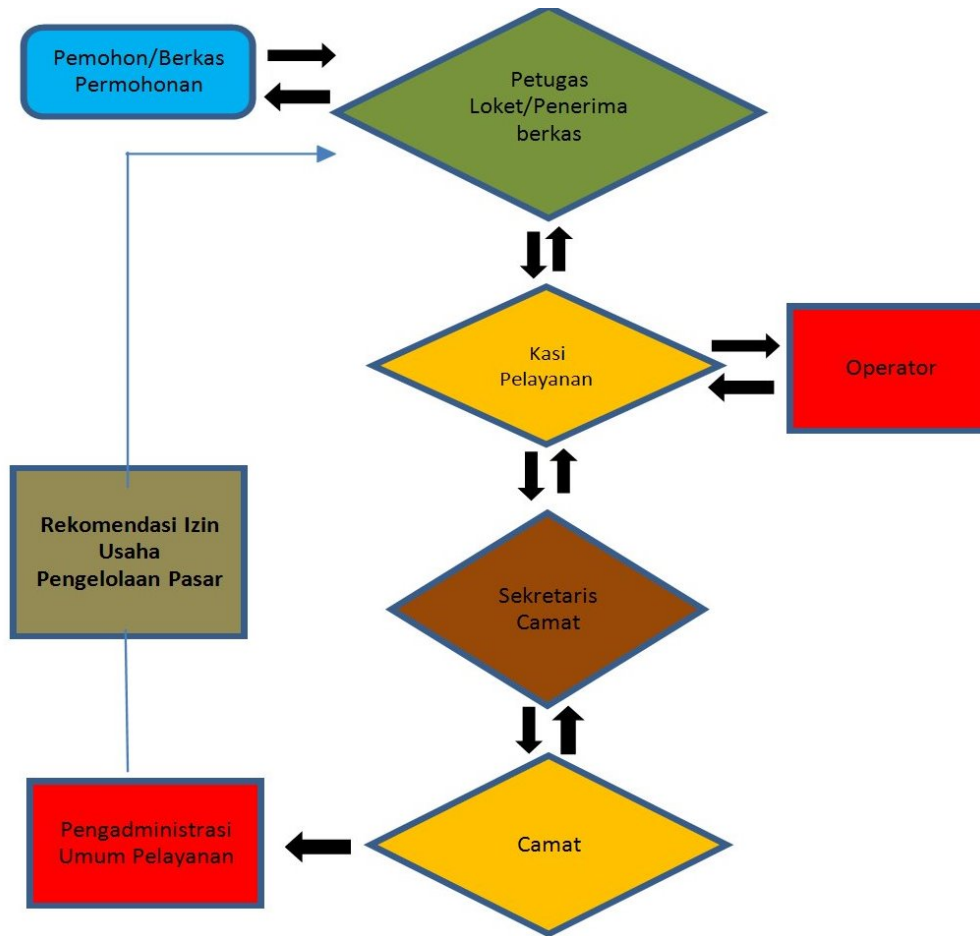 Pemohon/Berkas
Permohonan
Petugas
Loket/Penerima
berkas
Kasi
Pelayanan
Operator
Rekomendasi Izin
Usaha
Pengelolaan Pasar
Sekretaris
Camat
Pengadministrasi
Umum Pelayanan
Camat